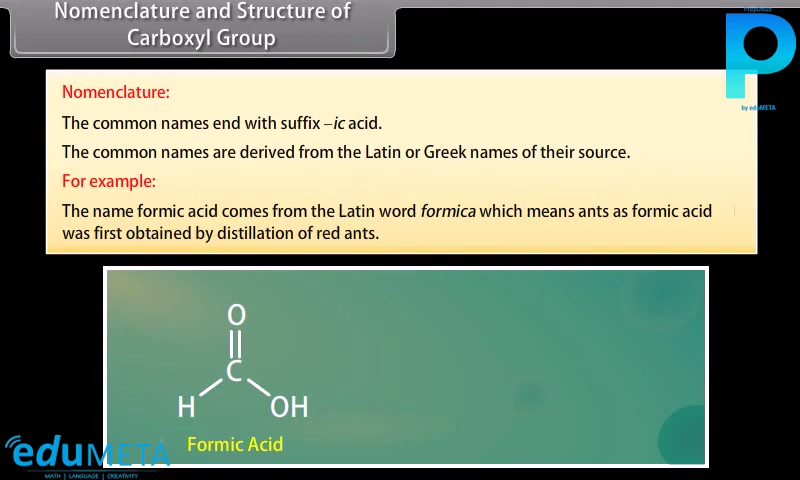 Nomenclature and Structure of
Carboxyl Group
P
by eduMETA
Nomenclature:
The common names end with suffix –ic acid.
The common names are derived from the Latin or Greek names of their source.
For example:
The name formic acid comes from the Latin word formica which means ants as formic acid
was first obtained by distillation of red ants.
O
C
H OH
Formic Acid
eduMETA
MATH | LANGUAGE | CREATIVITY